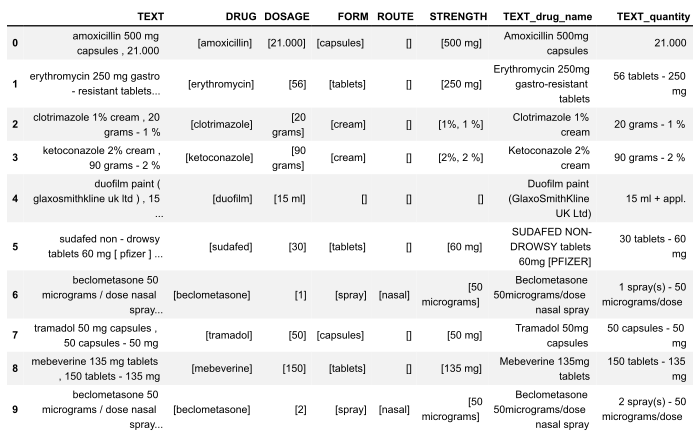 TEXT DRUG DOSAGE FORM ROUTE STRENGTH TEXT_drug_name TEXT_quantity
0 amoxicillin 500 mg capsules , 21.000 [amoxicillin] [21.000] [capsules] [] [500 mg] Amoxicillin 500mg capsules 21.000
1 erythromycin 250 mg gastro - resistant tablets... [erythromycin] [56] [tablets] [] [250 mg] Erythromycin 250mg gastro-resistant tablets 56 tablets - 250 mg
2 clotrimazole 1% cream , 20 grams - 1 % [clotrimazole] [20 grams] [cream] [] [1%, 1 %] Clotrimazole 1% cream 20 grams - 1 %
3 ketoconazole 2% cream , 90 grams - 2 % [ketoconazole] [90 grams] [cream] [] [2%, 2 %] Ketoconazole 2% cream 90 grams - 2 %
4 duofilm paint ( glaxosmithkline uk ltd ) , 15 ... [duofilm] [15 ml] [] [] [] Duofilm paint (GlaxoSmithKline UK Ltd) 15 ml + appl.
5 sudafed non - drowsy tablets 60 mg [ pfizer ] ... [sudafed] [30] [tablets] [] [60 mg] SUDAFED NON-DROWSY tablets 60mg [PFIZER] 30 tablets - 60 mg
6 beclometasone 50 micrograms / dose nasal spray... [beclometasone] [1] [spray] [nasal] [50 micrograms] Beclometasone 50micrograms/dose nasal spray 1 spray(s) - 50 micrograms/dose
7 tramadol 50 mg capsules , 50 capsules - 50 mg [tramadol] [50] [capsules] [] [50 mg] Tramadol 50mg capsules 50 capsules - 50 mg
8 mebeverine 135 mg tablets , 150 tablets - 135 mg [mebeverine] [150] [tablets] [] [135 mg] Mebeverine 135mg tablets 150 tablets - 135 mg
9 beclometasone 50 micrograms / dose nasal spray... [beclometasone] [2] [spray] [nasal] [50 micrograms] Beclometasone 50micrograms/dose nasal spray 2 spray(s) - 50 micrograms/dose